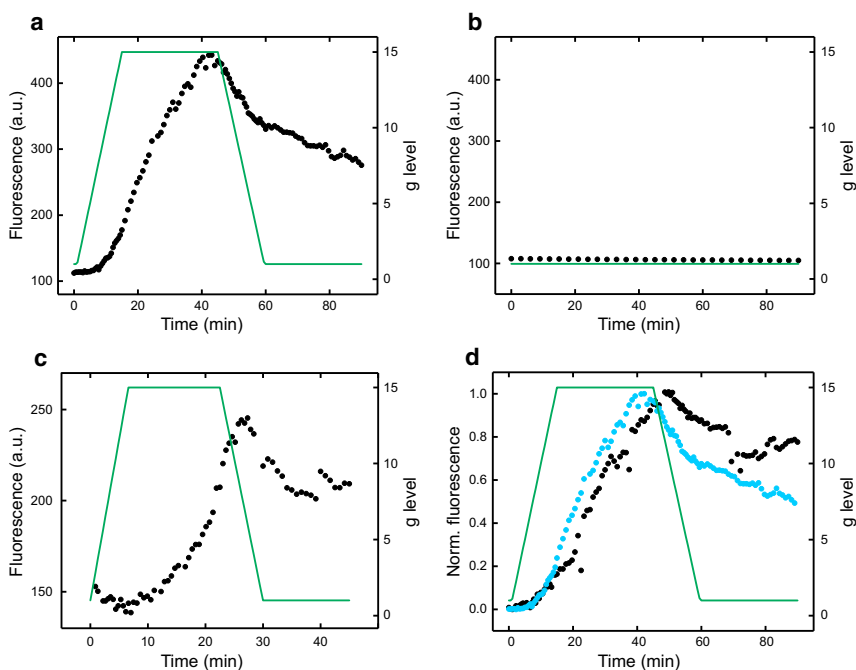 a
Fluorescence (a.u.)
400
300
200
100
0 20 40 60 80
Time (min)
15
10
5
0
g level
b
Fluorescence (a.u.)
400
300
200
100
0 20 40 60 80
Time (min)
15
10
5
0
g level
c
Fluorescence (a.u.)
250
200
150
0 10 20 30 40
Time (min)
15
10
5
0
g level
d
Norm. fluorescence
1.0
0.8
0.6
0.4
0.2
0.0
0 20 40 60 80
Time (min)
15
10
5
0
g level